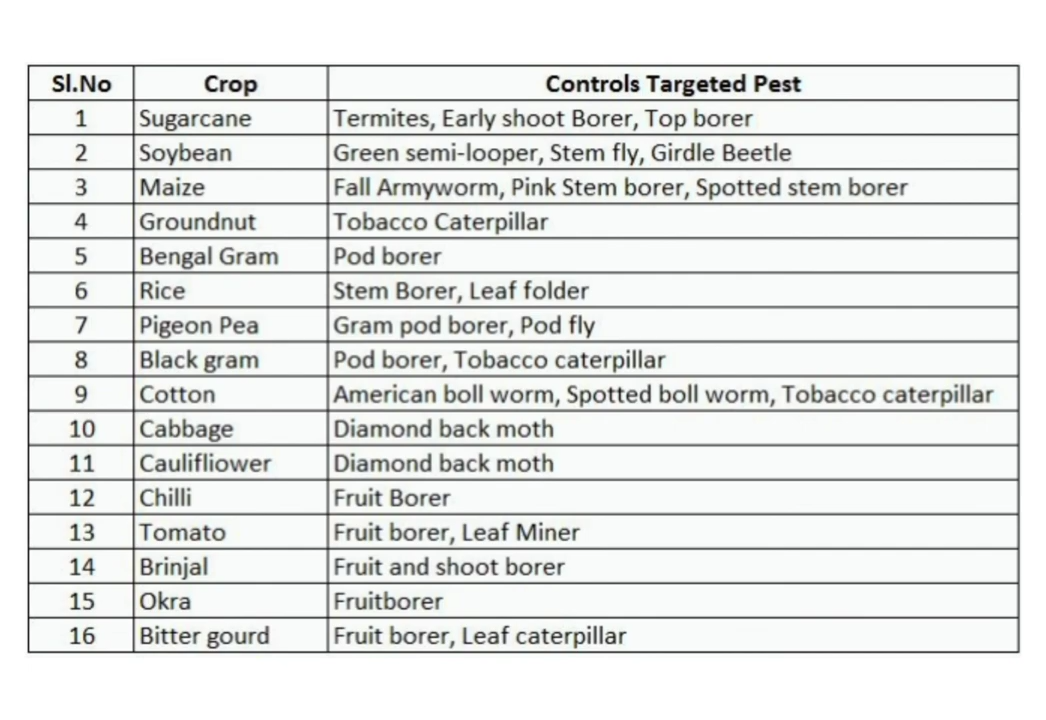 Sl.No Crop Controls Targeted Pest
1 Sugarcane Termites, Early shoot Borer, Top borer
2 Soybean Green semi-looper, Stem fly, Girdle Beetle
3 Maize Fall Armyworm, Pink Stem borer, Spotted stem borer
4 Groundnut Tobacco Caterpillar
5 Bengal Gram Pod borer
6 Rice Stem Borer, Leaf folder
7 Pigeon Pea Gram pod borer, Pod fly
8 Black gram Pod borer, Tobacco caterpillar
9 Cotton American boll worm, Spotted boll worm, Tobacco caterpillar
10 Cabbage Diamond back moth
11 Caulifliower Diamond back moth
12 Chilli Fruit Borer
13 Tomato Fruit borer, Leaf Miner
14 Brinjal Fruit and shoot borer
15 Okra Fruitborer
16 Bitter gourd Fruit borer, Leaf caterpillar